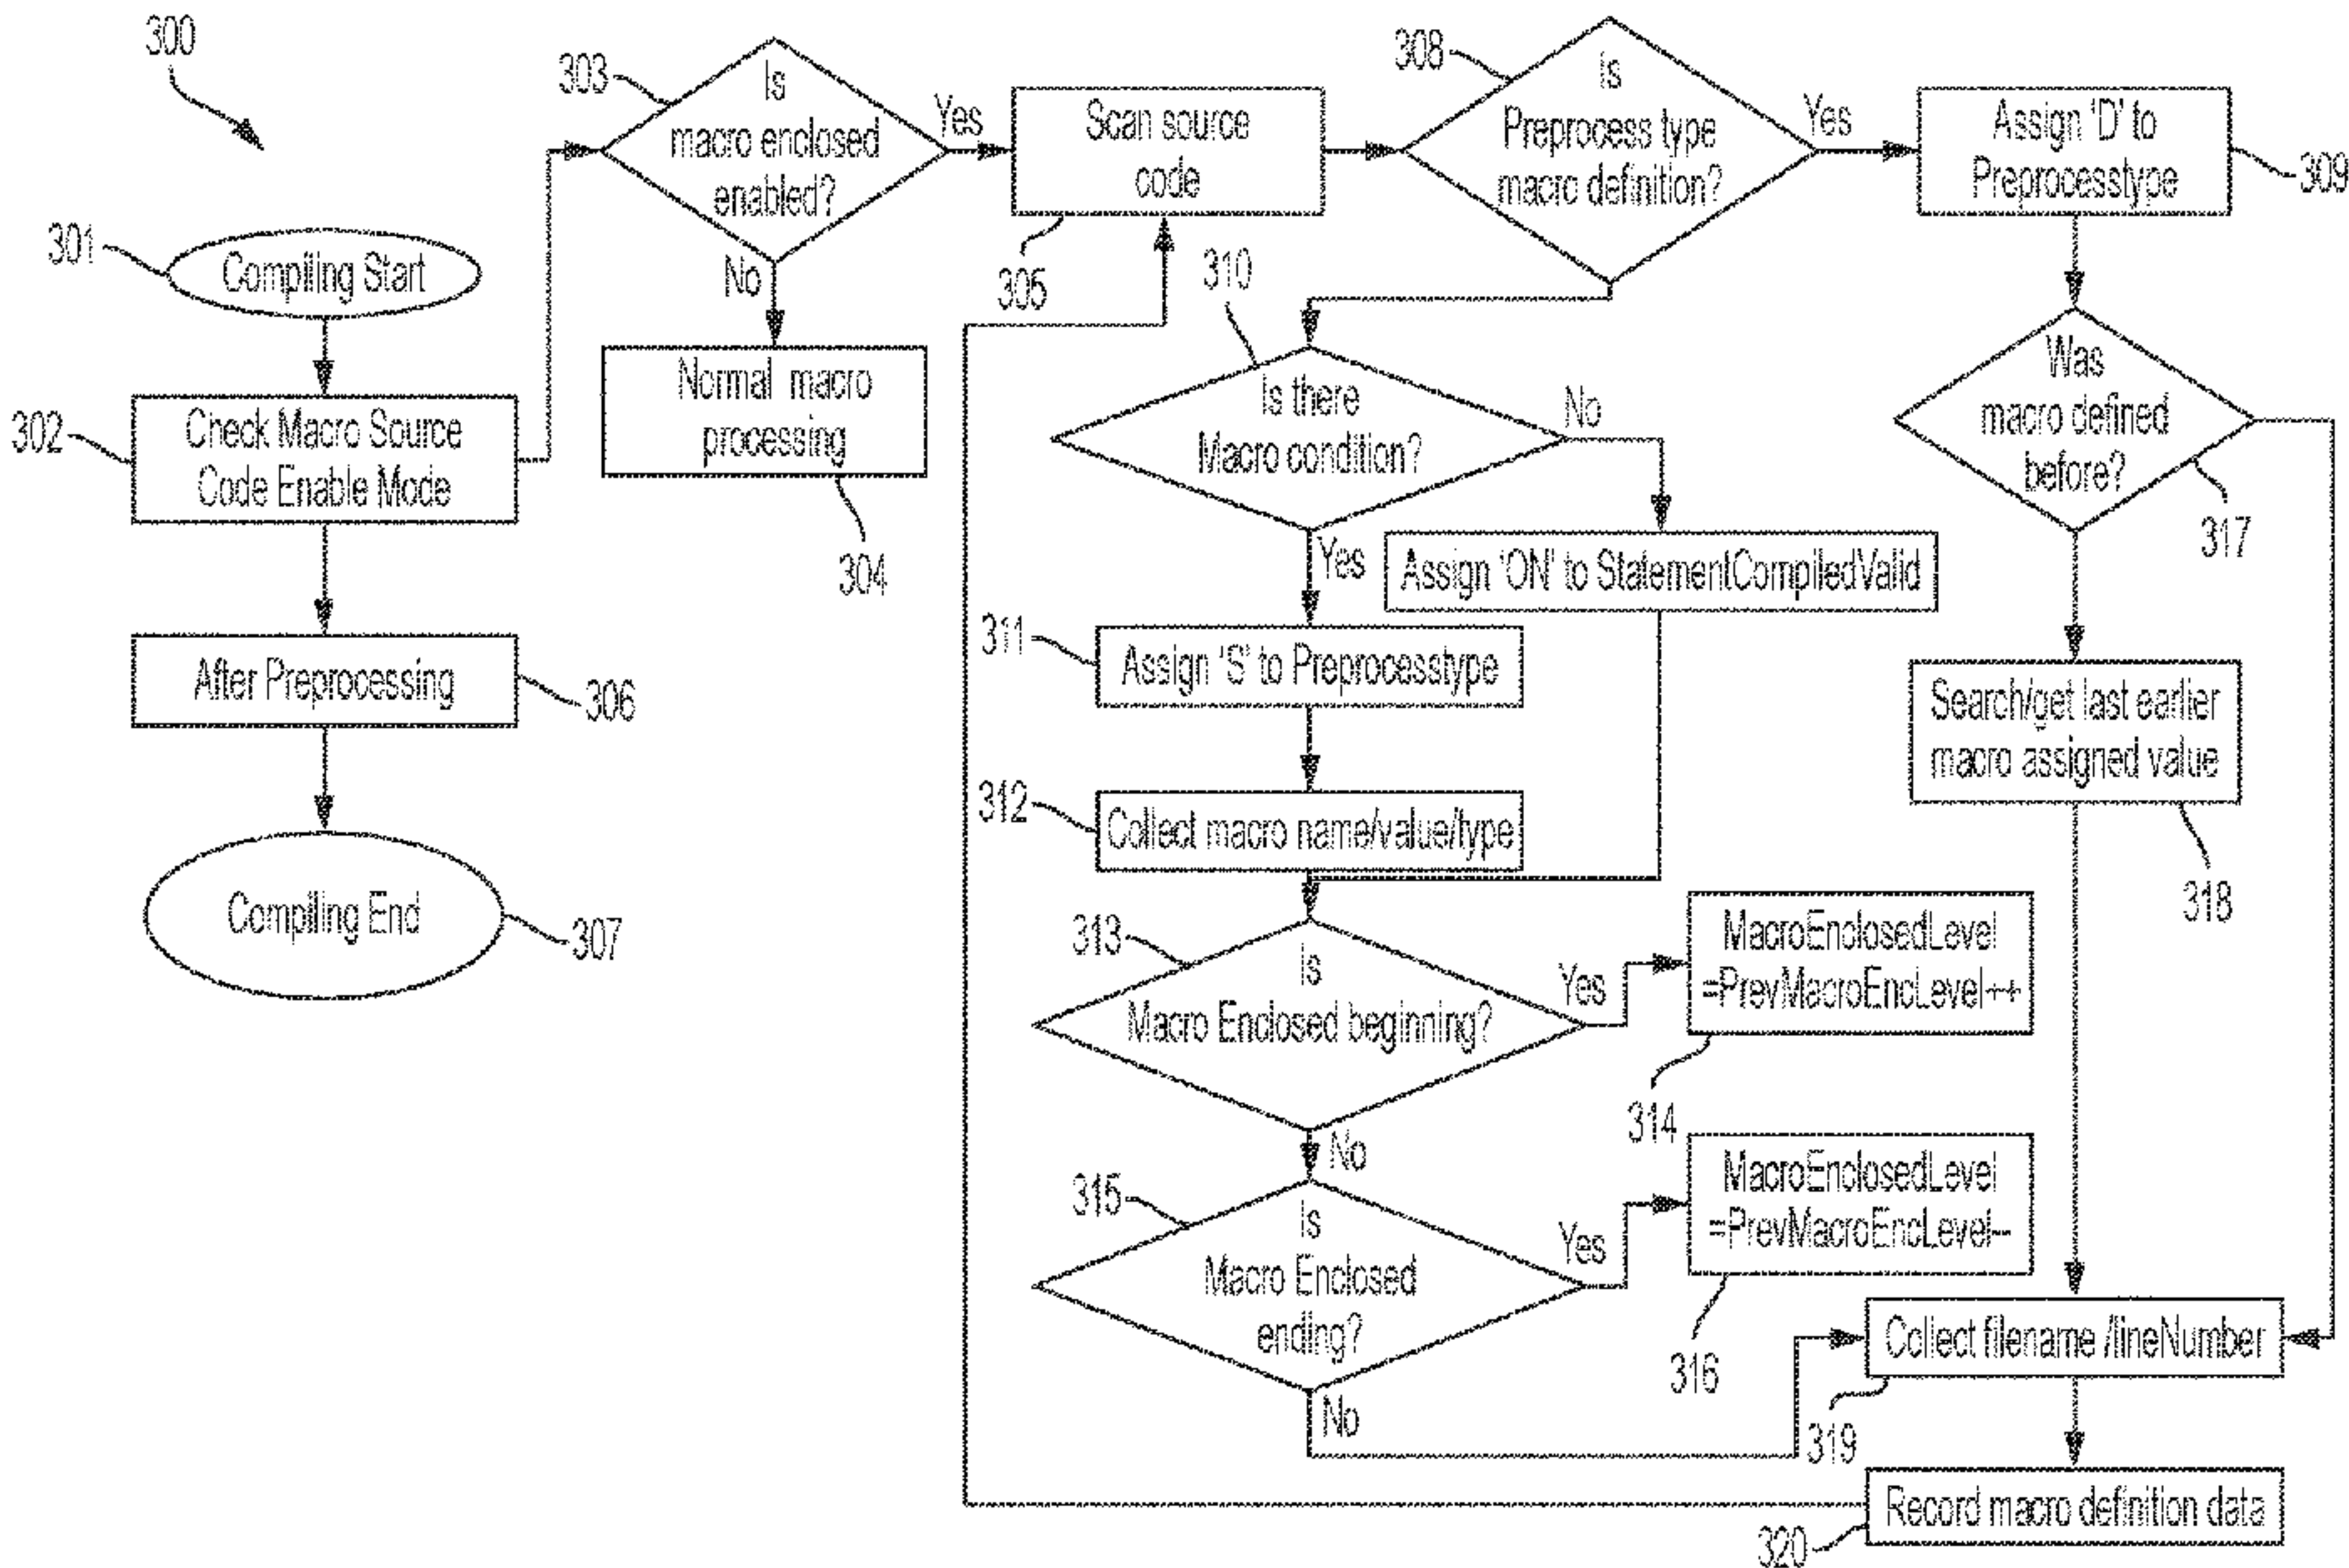 300
301
Compiling Start
302
Check Macro Source
Code Enable Mode
After Preprocessing
306
Compiling End
307
303
Is
macro enclosed
enabled?
Yes
No
Normal macro
processing
304
Scan source
code
305
308
Is
Preprocess type
macro definition?
Yes
Assign 'D' to
Preprocesstype
309
310
Is there
Macro condition?
No
Yes
Assign 'ON' to StatementCompiledValid
311
Assign 'S' to Preprocesstype
312
Collect macro name/value/type
313
Is
Macro Enclosed beginning?
Yes
No
MacroEnclosedLevel
=PrevMacroEncLevel++
314
315
Is
Macro Enclosed
ending?
Yes
No
MacroEnclosedLevel
=PrevMacroEncLevel--
316
Was
macro defined
before?
317
Search/get last earlier
macro assigned value
318
Collect filename /lineNumber
319
Record macro definition data
320